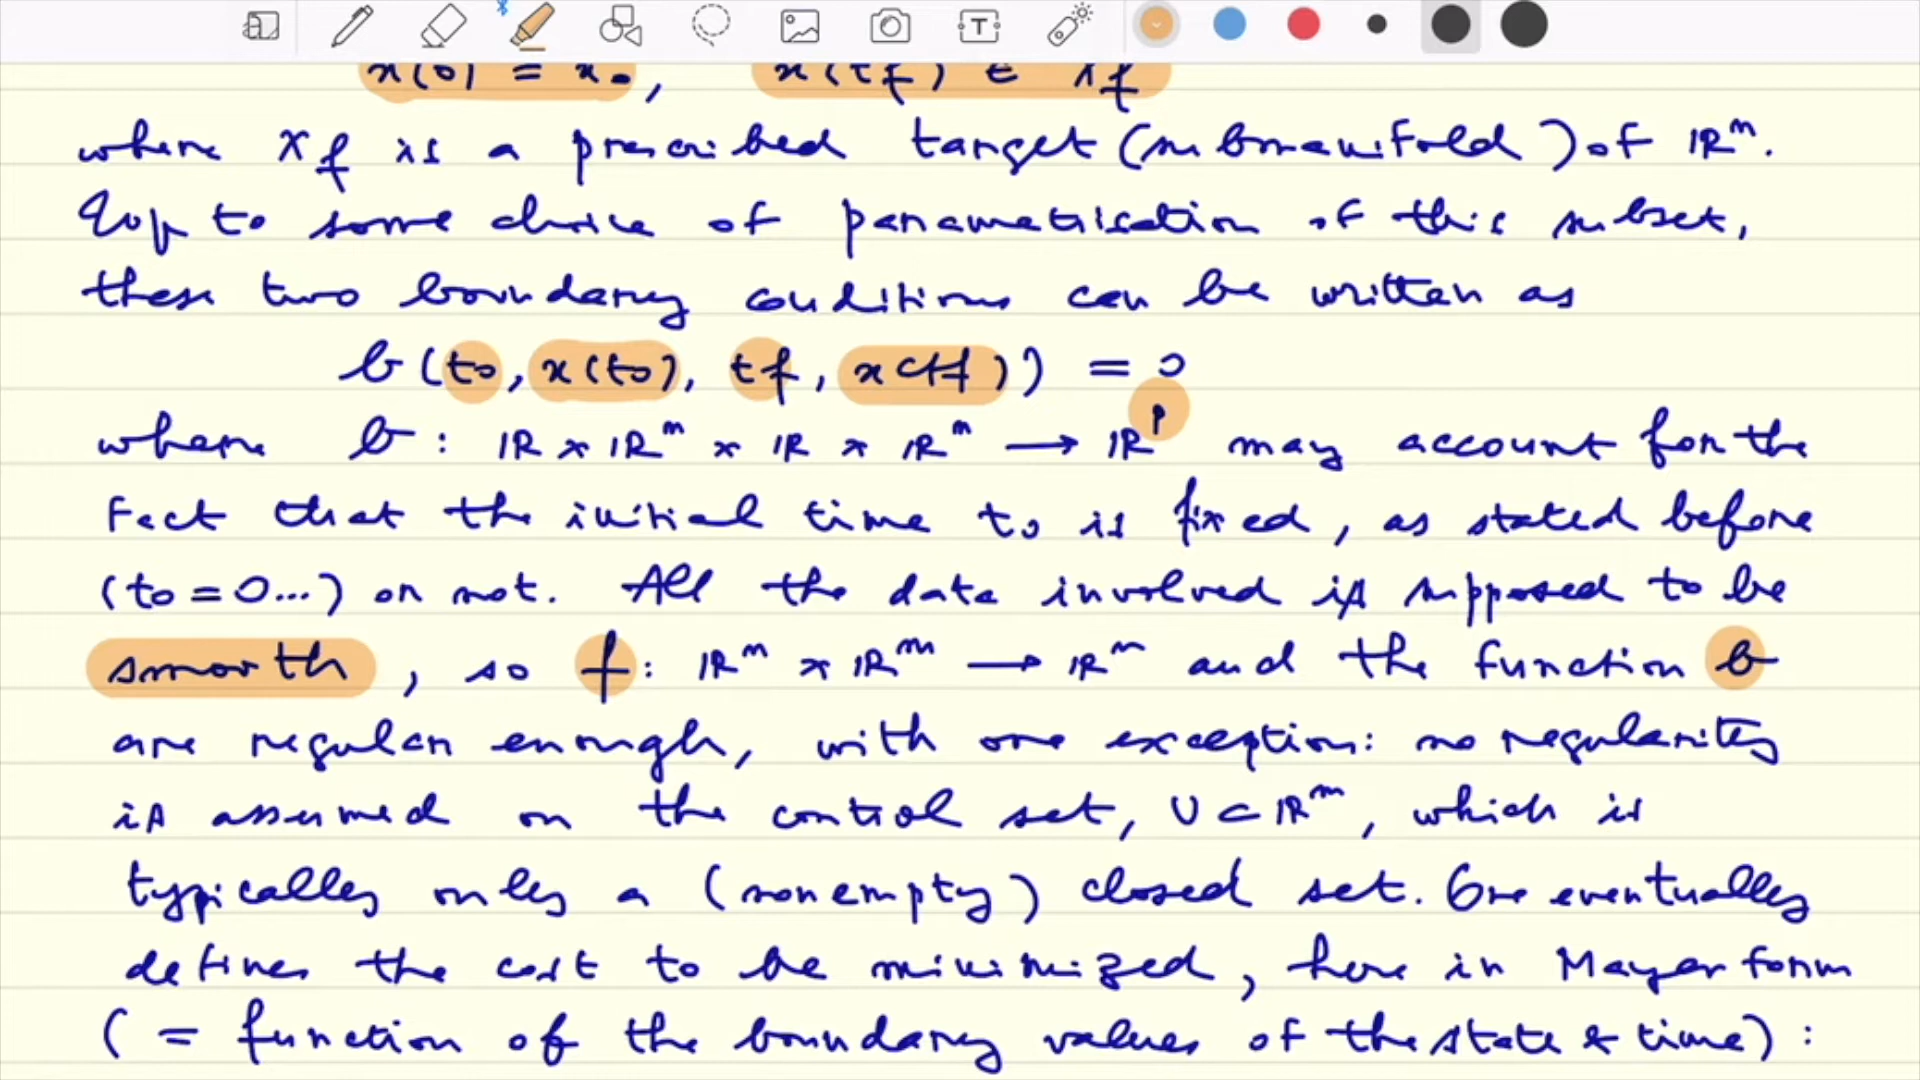 x(0) = x₀, x(tf) ∈ Xf
where Xf is a prescribed target (submanifold) of ℝⁿ.
Up to some choice of parametrisation of this subset,
these two boundary conditions can be written as
b(t₀, x(t₀), tf, x(tf)) = 0
where b: ℝ × ℝⁿ × ℝ × ℝⁿ → ℝᵖ may account for the
fact that the initial time t₀ is fixed, as stated before
(t₀ = 0...) or not. All the data involved is supposed to be
smooth, so f: ℝⁿ × ℝᵐ → ℝⁿ and the function b
are regular enough, with one exception: no regularity
is assumed on the control set, U ⊂ ℝᵐ, which is
typically only a (nonempty) closed set. One eventually
defines the cost to be minimized, here in Mayer form
( = function of the boundary values of the state & time) :